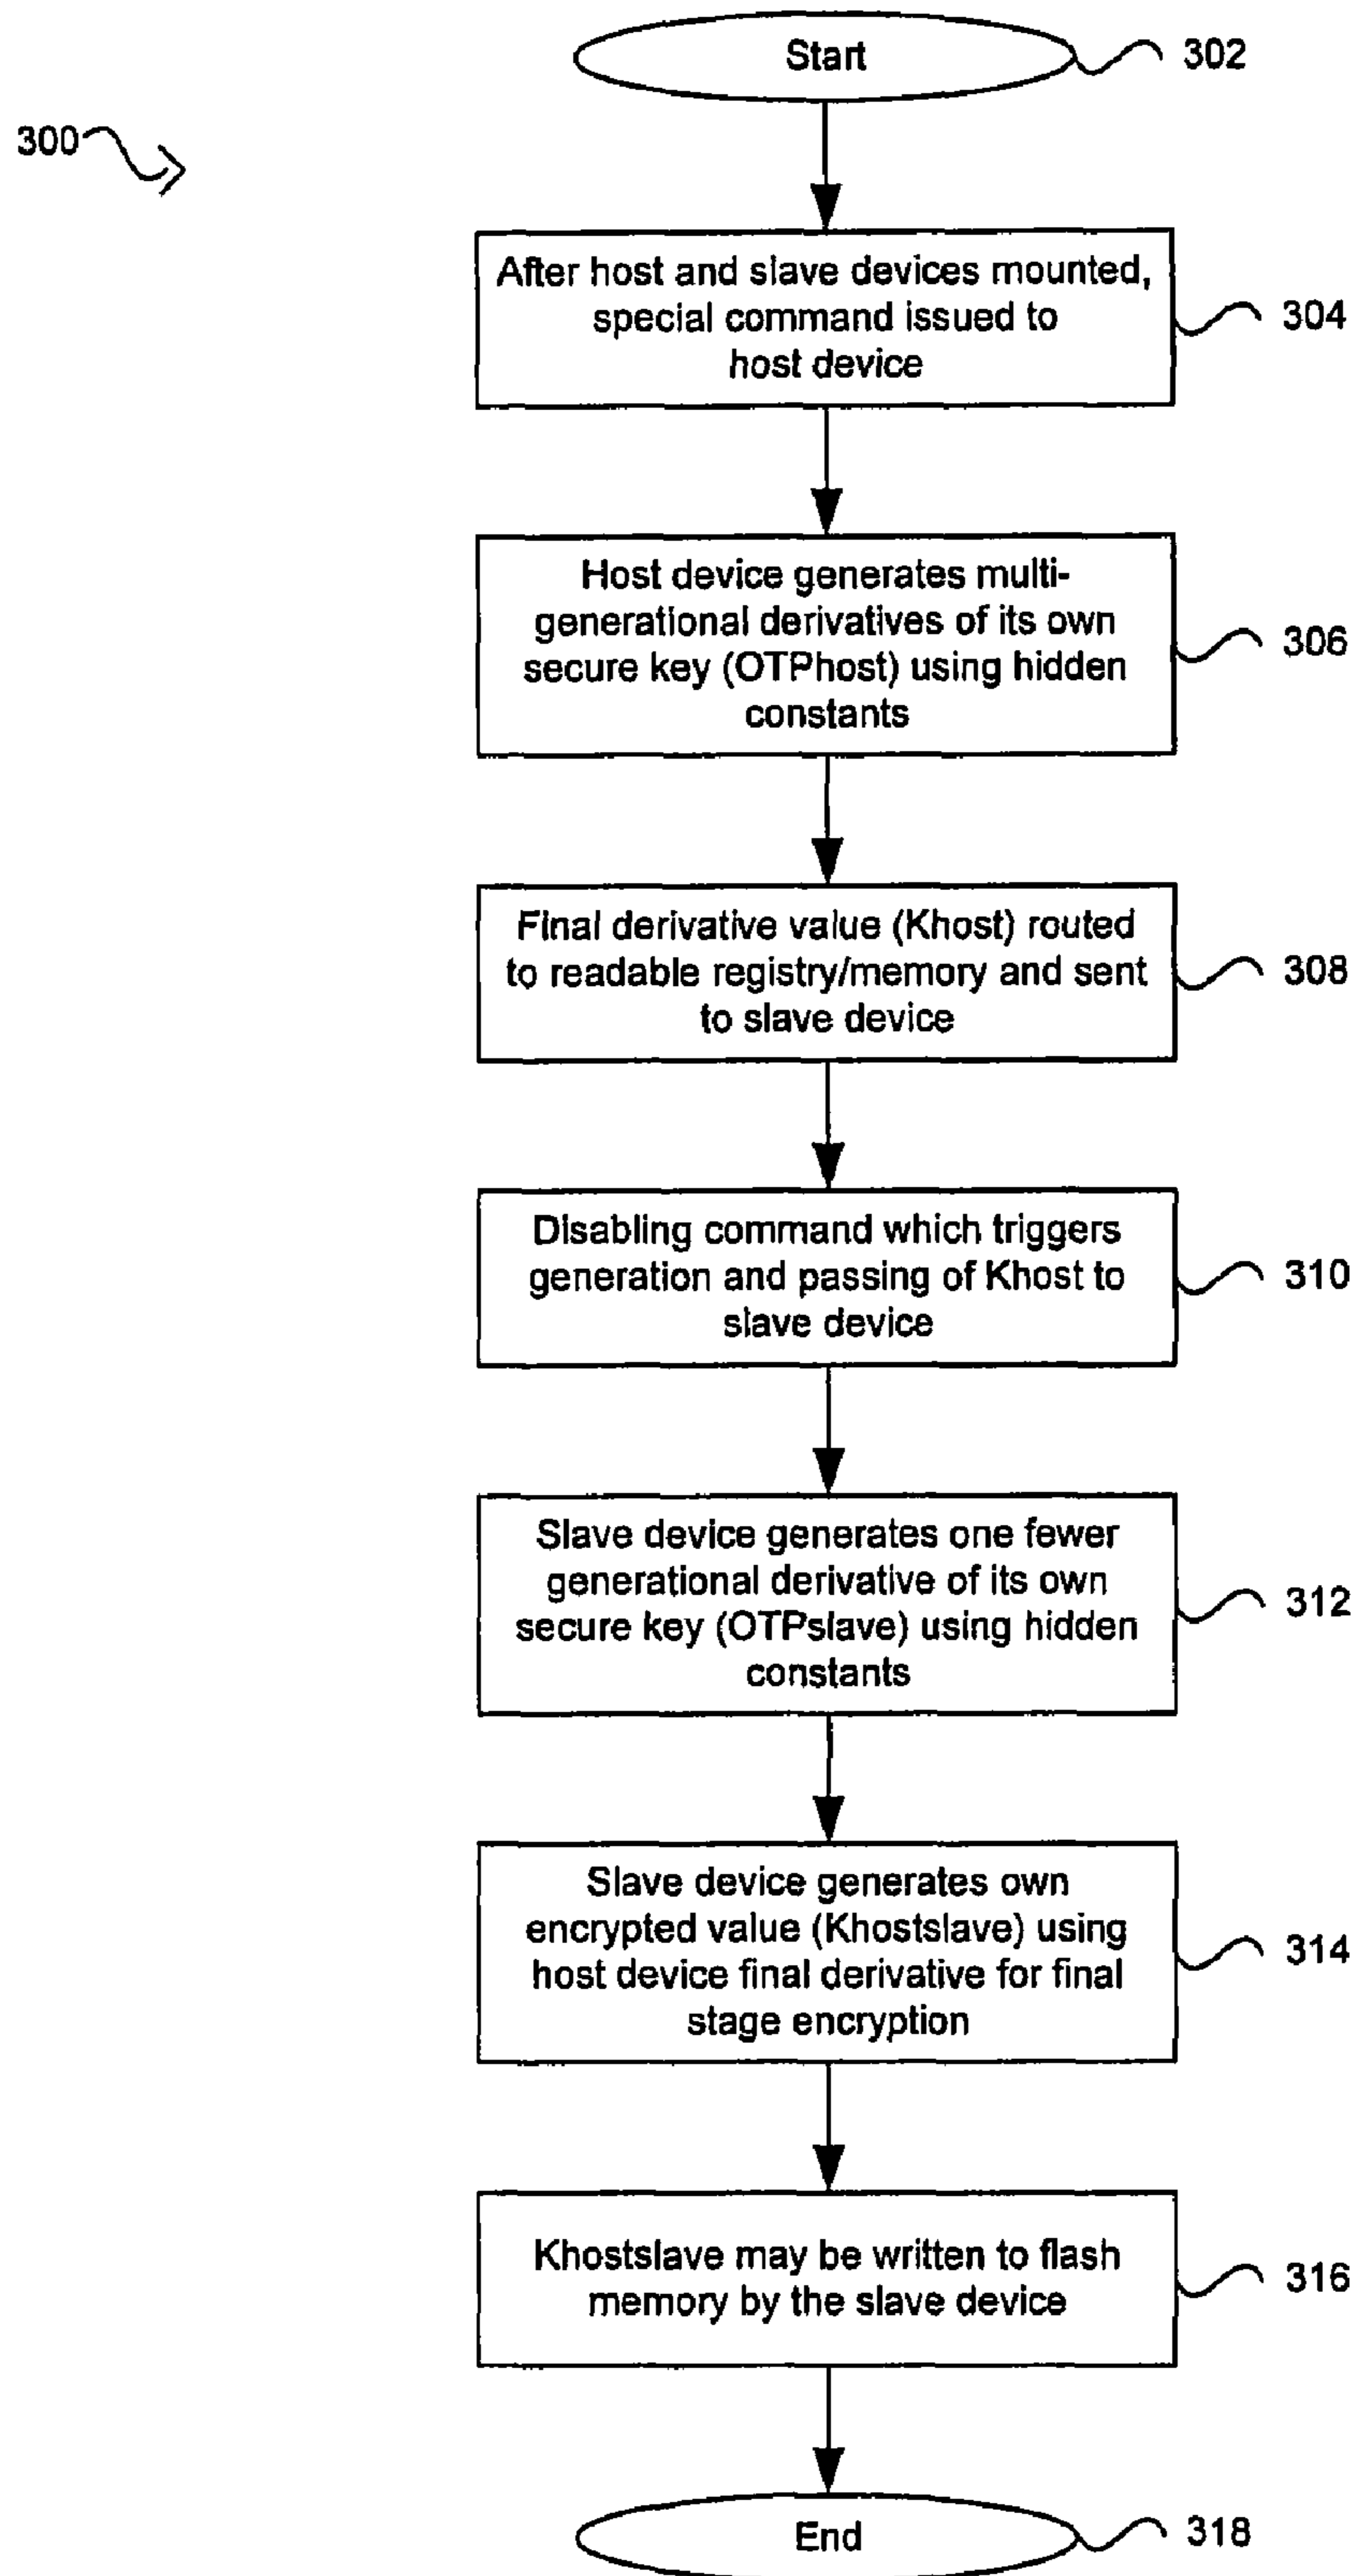 Start
302
300
After host and slave devices mounted,
special command issued to
host device
304
Host device generates multi-
generational derivatives of its own
secure key (OTPhost) using hidden
constants
306
Final derivative value (Khost) routed
to readable registry/memory and sent
to slave device
308
Disabling command which triggers
generation and passing of Khost to
slave device
310
Slave device generates one fewer
generational derivative of its own
secure key (OTPslave) using hidden
constants
312
Slave device generates own
encrypted value (Khostslave) using
host device final derivative for final
stage encryption
314
Khostslave may be written to flash
memory by the slave device
316
End
318